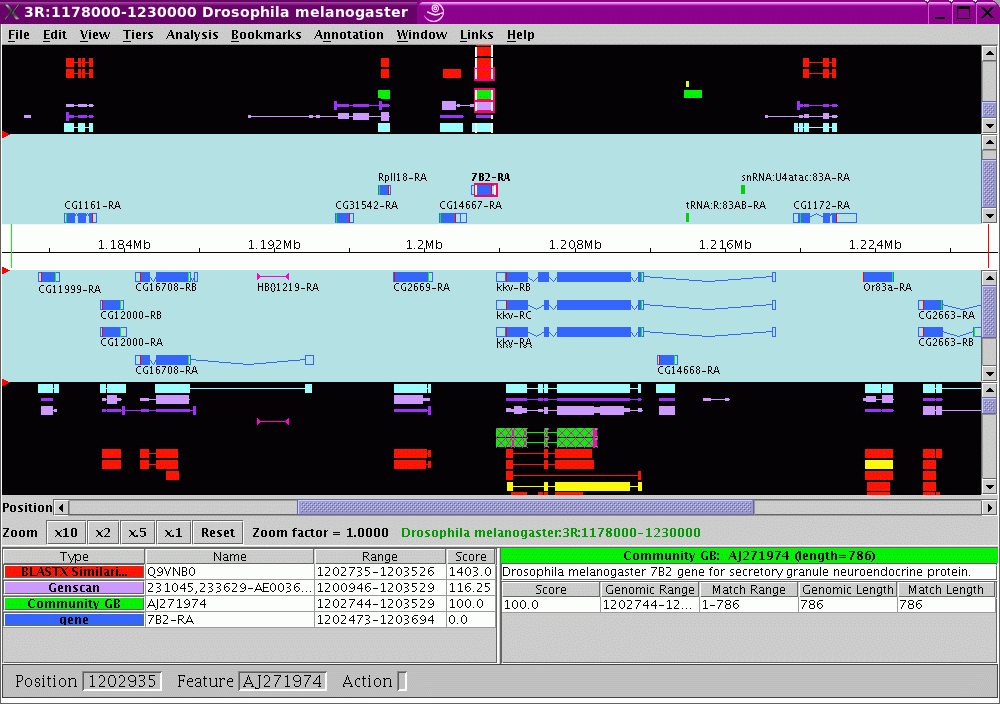 3R:1178000-1230000 Drosophila melanogaster
File Edit View Tiers Analysis Bookmarks Annotation Window Links Help
RpII18-RA 7B2-RA snRNA:U4atac:83A-RA
CG1161-RA CG31542-RA CG14667-RA tRNA:R:83AB-RA CG1172-RA
1.184Mb 1.192Mb 1.2Mb 1.208Mb 1.216Mb 1.224Mb
CG11999-RA CG16708-RB HB01219-RA CG2669-RA kkv-RB Or83a-RA
CG12000-RB kkv-RC CG2663-RA
CG12000-RA kkv-RA CG2663-RB
CG16708-RA CG14668-RA
Position
Zoom x10 x2 x.5 x.1 Reset Zoom factor = 1.0000 Drosophila melanogaster:3R:1178000-1230000
Type Name Range Score
BLASTX Similari... Q9VNB0 1202735-1203526 1403.0
Genscan 231045,233629-AE0036... 1200946-1203529 116.25
Community GB AJ271974 1202744-1203529 100.0
gene 7B2-RA 1202473-1203694 0.0
Community GB: AJ271974 (length=786)
Drosophila melanogaster 7B2 gene for secretory granule neuroendocrine protein.
Score Genomic Range Match Range Genomic Length Match Length
100.0 1202744-12... 1-786 786 786
Position 1202935 Feature AJ271974 Action